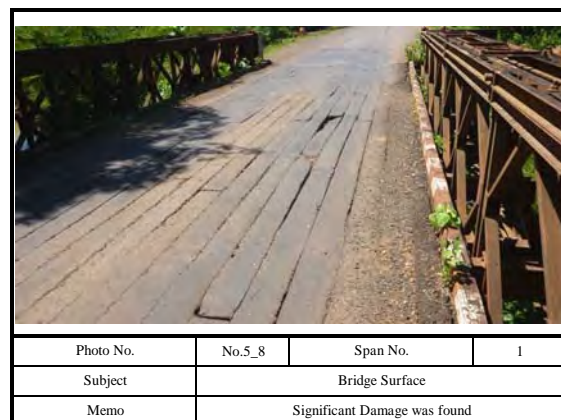 Photo No. No.5_8 Span No. 1
Subject Bridge Surface
Memo Significant Damage was found